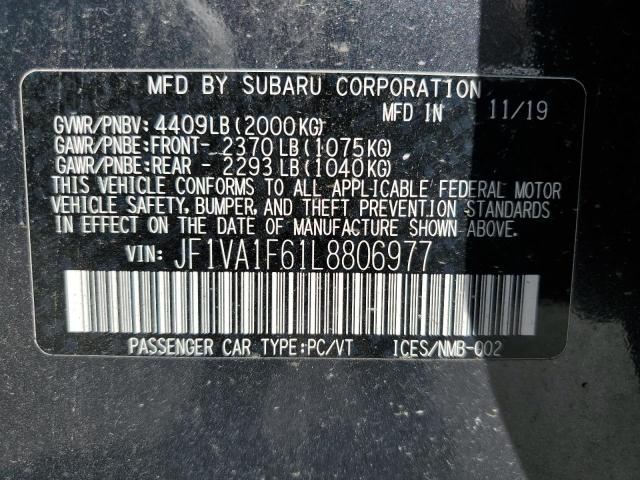 MFD BY SUBARU CORPORATION
MFD IN 11/19
GVWR/PNBV: 4409LB(2000KG)
GAWR/PNBE:FRONT- 2370 LB(1075KG)
GAWR/PNBE:REAR - 2293 LB(1040KG)
THIS VEHICLE CONFORMS TO ALL APPLICABLE FEDERAL MOTOR
VEHICLE SAFETY, BUMPER, AND THEFT PREVENTION STANDARDS
IN EFFECT ON THE DATE OF MANUFACTURE SHOWN ABOVE.
VIN: JF1VA1F61L8806977
PASSENGER CAR TYPE:PC/VT ICES/NMB-002